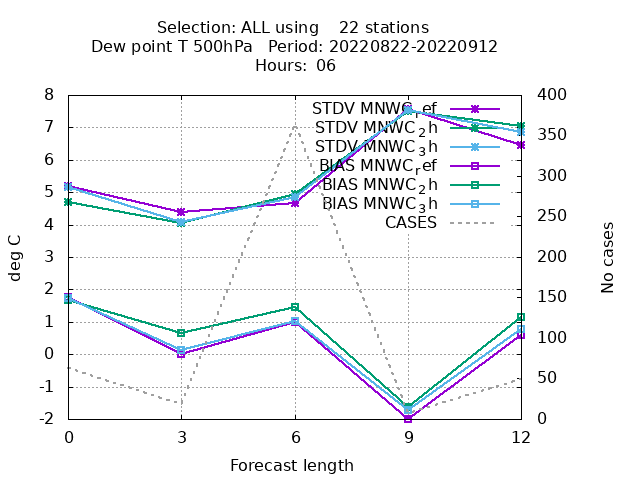 Selection: ALL using 22 stations
Dew point T 500hPa Period: 20220822-20220912
Hours: 06
8 400
STDV MNWC_ref
7 350
STDV MNWC_2h
STDV MNWC_3h
6 300
BIAS MNWC_ref
BIAS MNWC_2h
5 250
BIAS MNWC_3h
4 CASES
200
3
2 150
1 100
0
-1 50
-2 0
deg C
No cases
0 3 6 9 12
Forecast length